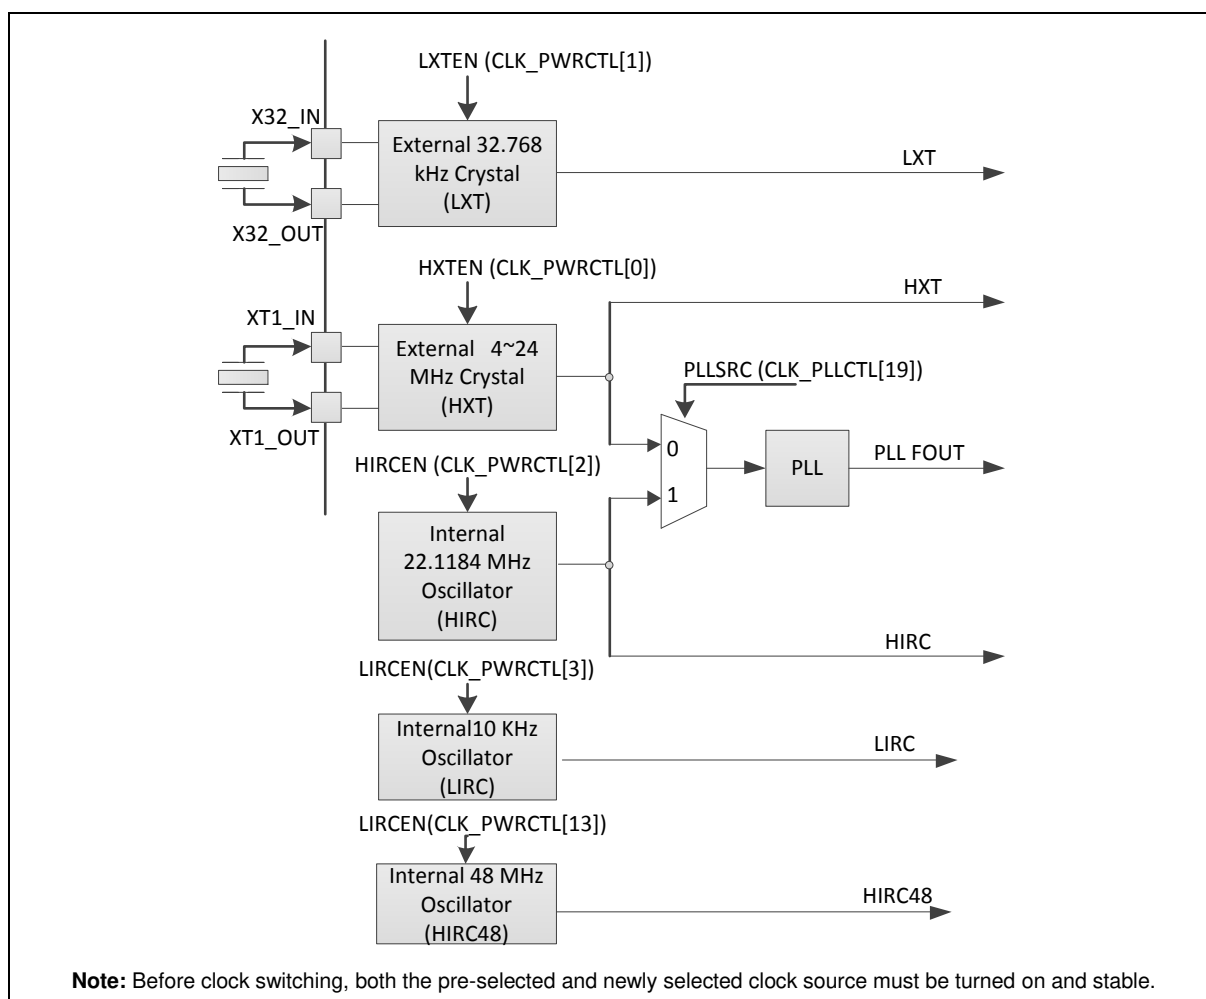 LXTEN (CLK_PWRCTL[1])
X32_IN
External 32.768
kHz Crystal
(LXT)
LXT
X32_OUT
HXTEN (CLK_PWRCTL[0])
HXT
XT1_IN
External 4~24
MHz Crystal
(HXT)
PLLSRC (CLK_PLLCTL[19])
XT1_OUT
0
1
PLL
PLL FOUT
HIRCEN (CLK_PWRCTL[2])
Internal
22.1184 MHz
Oscillator
(HIRC)
HIRC
LIRCEN(CLK_PWRCTL[3])
Internal10 KHz
Oscillator
(LIRC)
LIRC
LIRCEN(CLK_PWRCTL[13])
Internal 48 MHz
Oscillator
(HIRC48)
HIRC48
Note: Before clock switching, both the pre-selected and newly selected clock source must be turned on and stable.